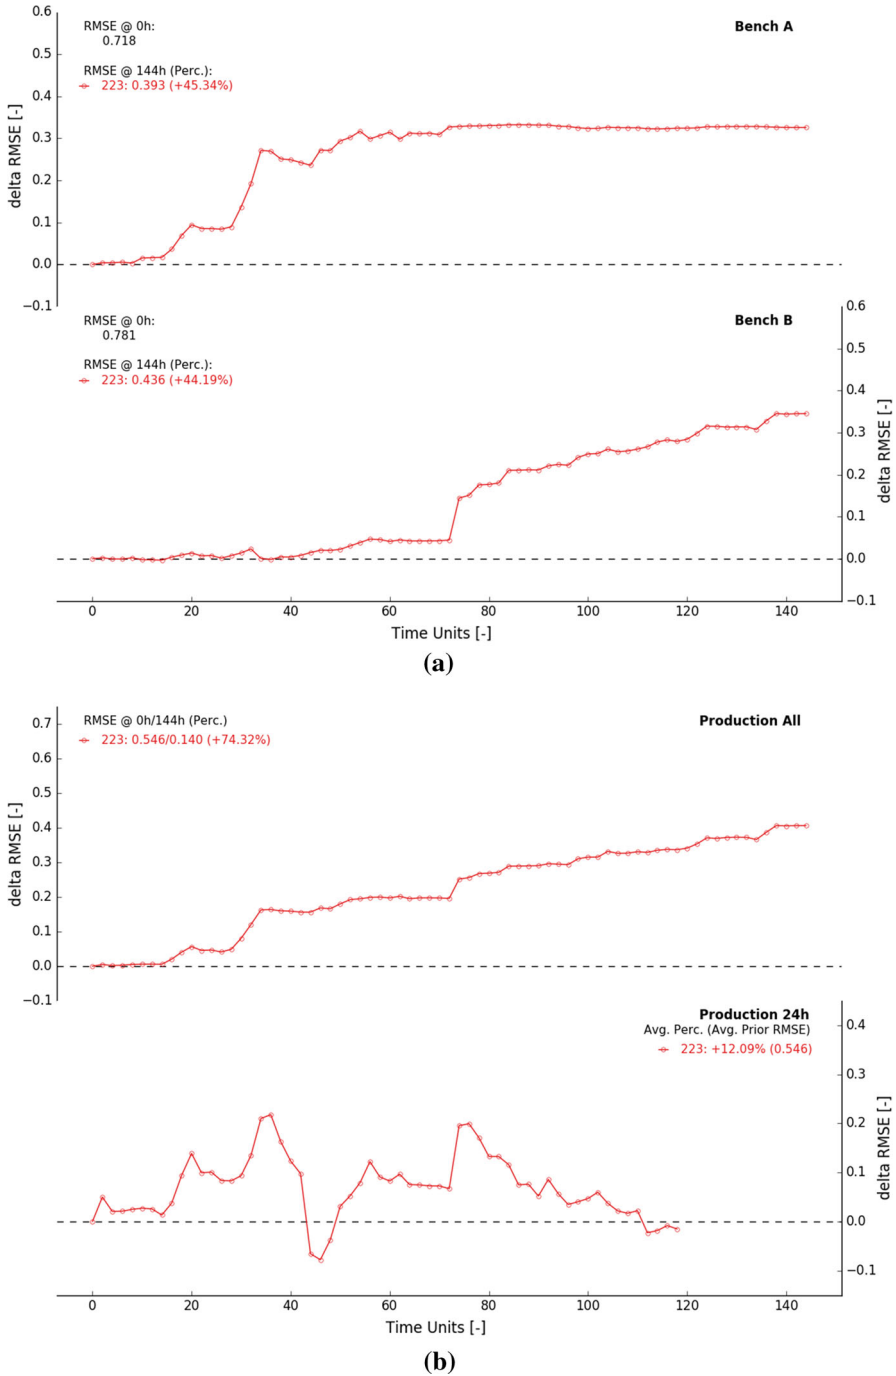 0.6
0.5
0.4
0.3
0.2
0.1
0.0
−0.1
delta RMSE [-]
RMSE @ 0h:
0.718
RMSE @ 144h (Perc.):
223: 0.393 (+45.34%)
Bench A
RMSE @ 0h:
0.781
RMSE @ 144h (Perc.):
223: 0.436 (+44.19%)
Bench B
0.6
0.5
0.4
0.3
0.2
0.1
0.0
−0.1
delta RMSE [-]
0 20 40 60 80 100 120 140
Time Units [-]
(a)
0.7
0.6
0.5
0.4
0.3
0.2
0.1
0.0
−0.1
delta RMSE [-]
RMSE @ 0h/144h (Perc.)
223: 0.546/0.140 (+74.32%)
Production All
Production 24h
Avg. Perc. (Avg. Prior RMSE)
223: +12.09% (0.546)
0.4
0.3
0.2
0.1
0.0
−0.1
delta RMSE [-]
0 20 40 60 80 100 120 140
Time Units [-]
(b)